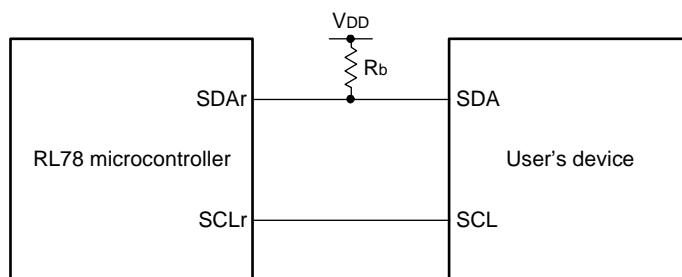 VDD
Rb
SDAr
SDA
RL78 microcontroller
User's device
SCLr
SCL